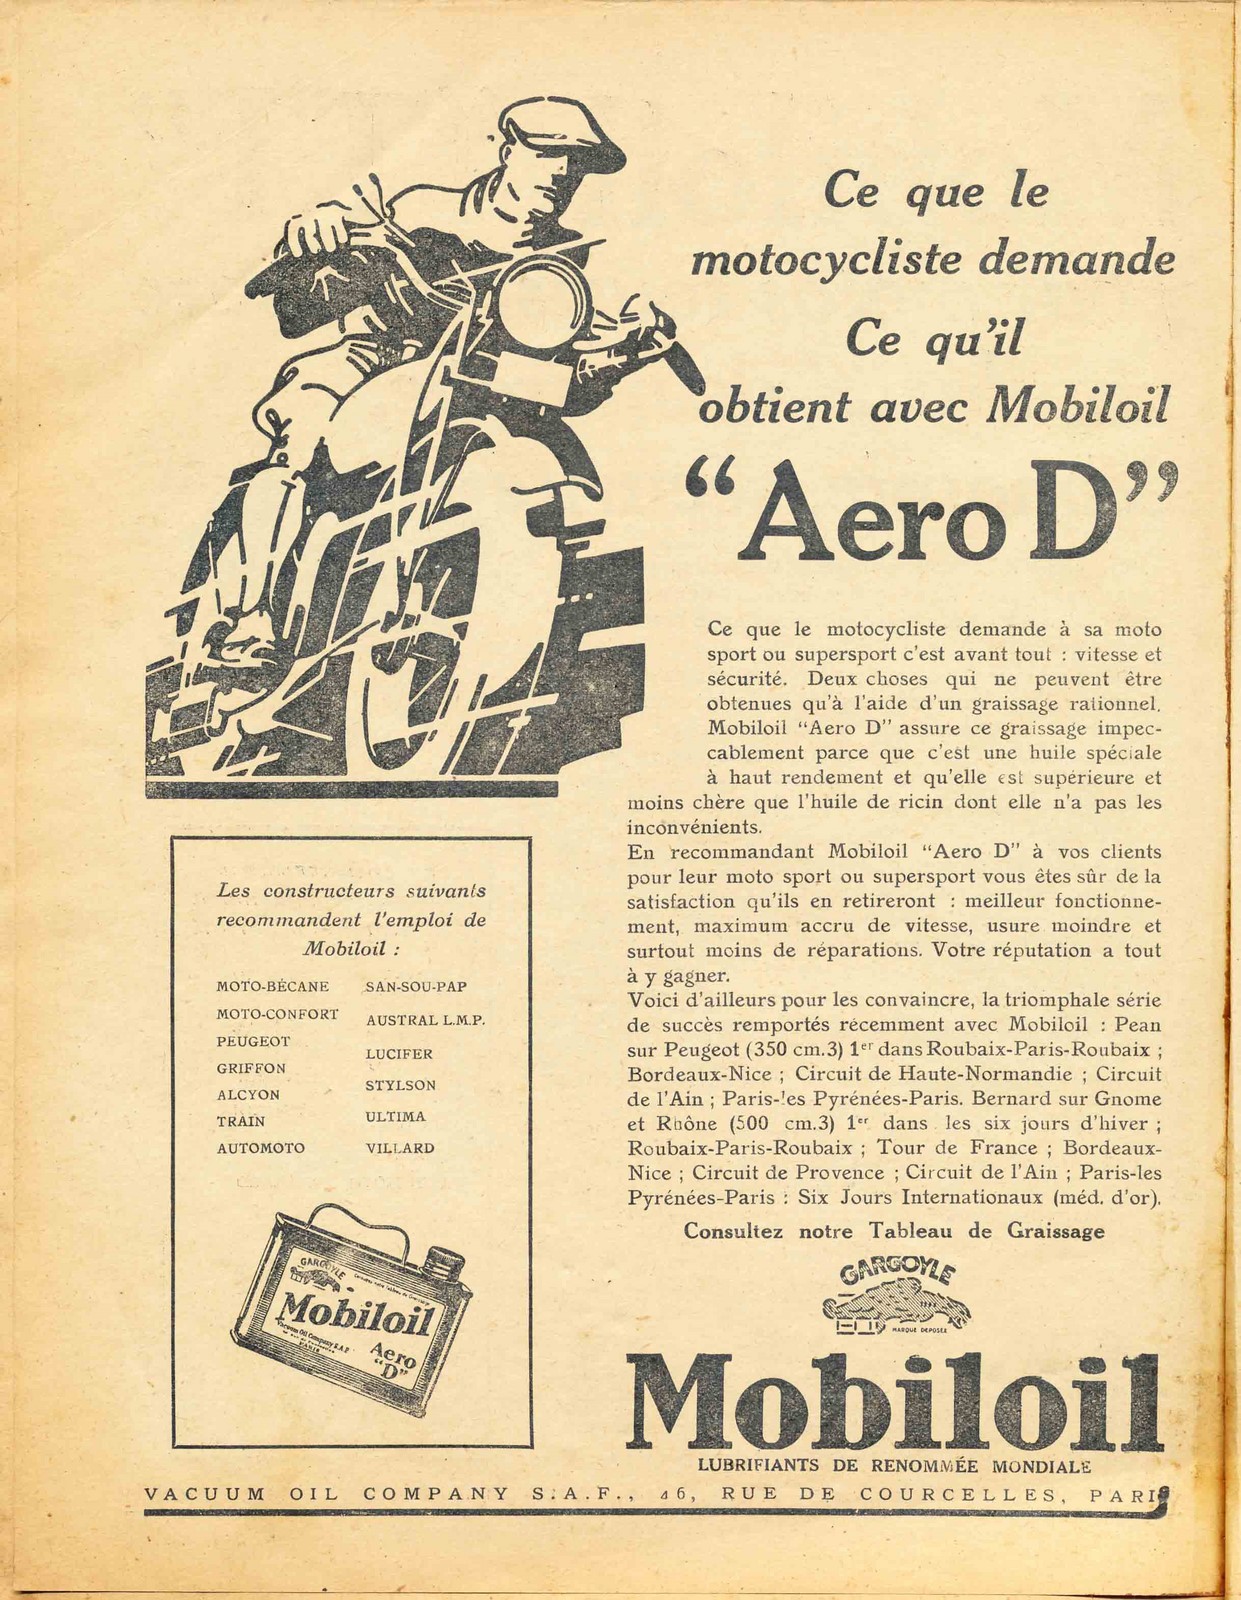 Ce que le
motocycliste demande
Ce qu'il
obtient avec Mobiloil
“Aero D”
Ce que le motocycliste demande à sa moto
sport ou supersport c'est avant tout : vitesse et
sécurité. Deux choses qui ne peuvent être
obtenues qu'à l'aide d'un graissage rationnel.
Mobiloil “Aero D” assure ce graissage impec-
cablement parce que c'est une huile spéciale
à haut rendement et qu'elle est supérieure et
moins chère que l'huile de ricin dont elle n'a pas les
inconvénients.
En recommandant Mobiloil “Aero D” à vos clients
pour leur moto sport ou supersport vous êtes sûr de la
satisfaction qu'ils en retireront : meilleur fonctionne-
ment, maximum accru de vitesse, usure moindre et
surtout moins de réparations. Votre réputation a tout
à y gagner.
Voici d'ailleurs pour les convaincre, la triomphale série
de succès remportés récemment avec Mobiloil : Pean
sur Peugeot (350 cm.3) 1er dans Roubaix-Paris-Roubaix ;
Bordeaux-Nice ; Circuit de Haute-Normandie ; Circuit
de l'Ain ; Paris-les Pyrénées-Paris. Bernard sur Gnome
et Rhône (500 cm.3) 1er dans les six jours d'hiver ;
Roubaix-Paris-Roubaix ; Tour de France ; Bordeaux-
Nice ; Circuit de Provence ; Circuit de l'Ain ; Paris-les
Pyrénées-Paris : Six Jours Internationaux (méd. d'or).
Consultez notre Tableau de Graissage
GARGOYLE
MARQUE DÉPOSÉE
Mobiloil
LUBRIFIANTS DE RENOMMÉE MONDIALE
Les constructeurs suivants
recommandent l'emploi de
Mobiloil :
MOTO-BÉCANE
MOTO-CONFORT
PEUGEOT
GRIFFON
ALCYON
TRAIN
AUTOMOTO
SAN-SOU-PAP
AUSTRAL L.M.P.
LUCIFER
STYLSON
ULTIMA
VILLARD
GARGOYLE
Mobiloil
Vacuum Oil Company S.A.F.
PARIS
Aero
“D”
VACUUM OIL COMPANY S.A.F., 46, RUE DE COURCELLES, PARIS